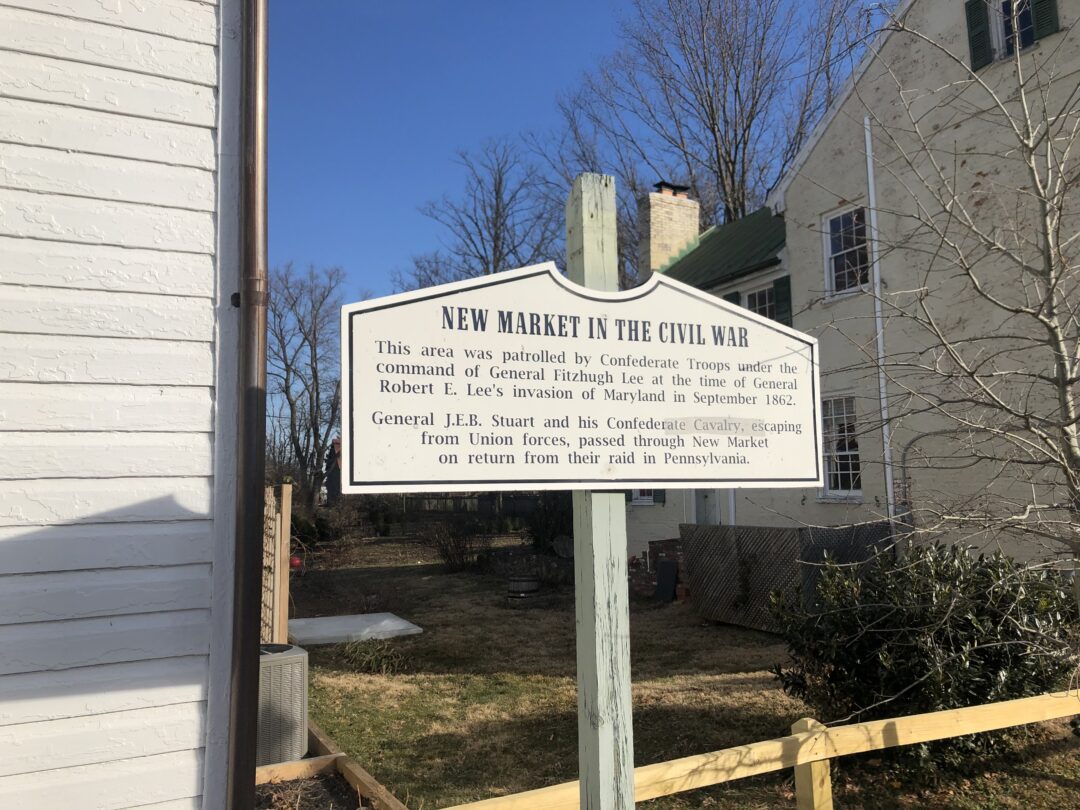 NEW MARKET IN THE CIVIL WAR
This area was patrolled by Confederate Troops under the
command of General Fitzhugh Lee at the time of General
Robert E. Lee's invasion of Maryland in September 1862.
General J.E.B. Stuart and his Confederate Cavalry, escaping
from Union forces, passed through New Market
on return from their raid in Pennsylvania.